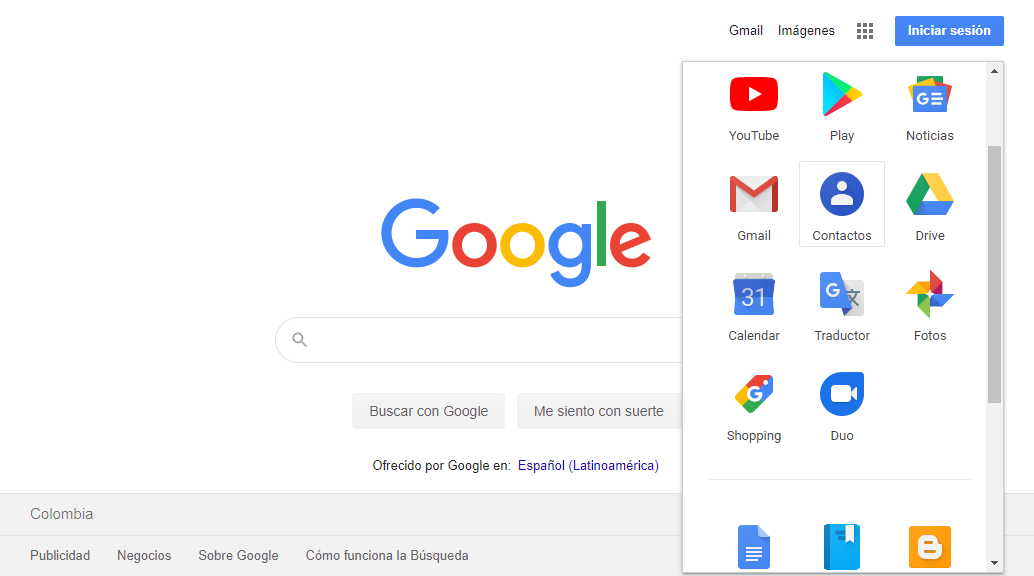 Gmail Imágenes Iniciar sesión
YouTube Play Noticias
GE
Gmail Contactos Drive
Google
31 G 文
Calendar Traductor Fotos
Buscar con Google Me siento con suerte
G
Shopping Duo
Ofrecido por Google en: Español (Latinoamérica)
Colombia
Publicidad Negocios Sobre Google Cómo funciona la Búsqueda